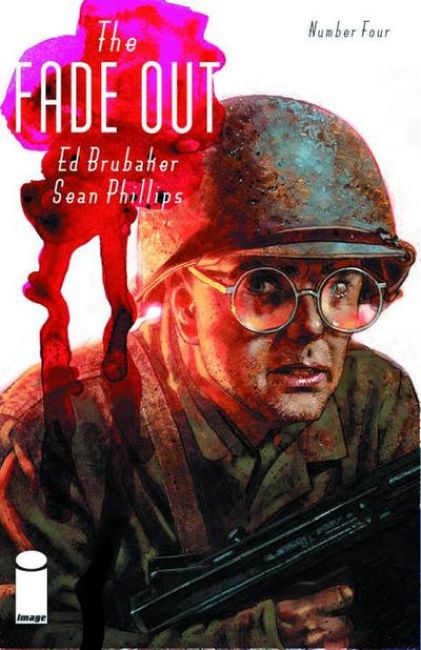 The
FADE OUT
Number Four
Ed Brubaker
Sean Phillips
image